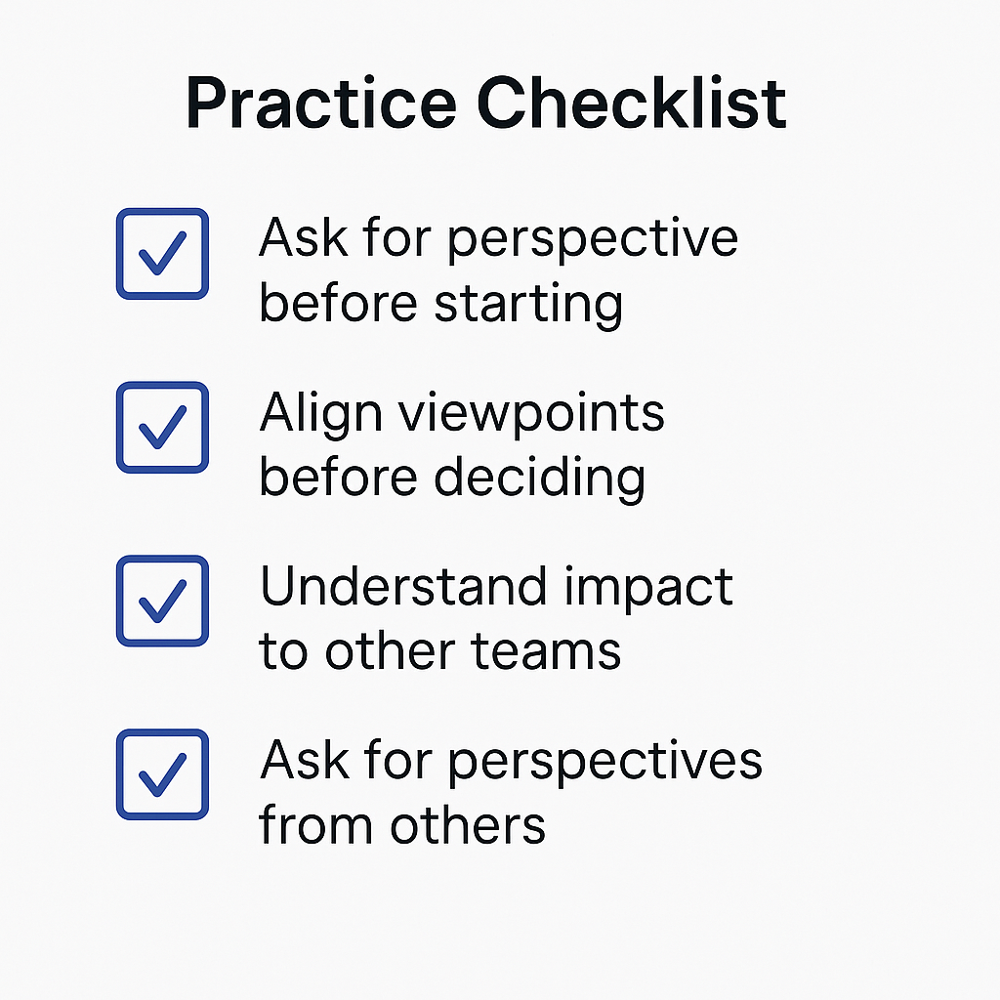 Practice Checklist
Ask for perspective
before starting
Align viewpoints
before deciding
Understand impact
to other teams
Ask for perspectives
from others